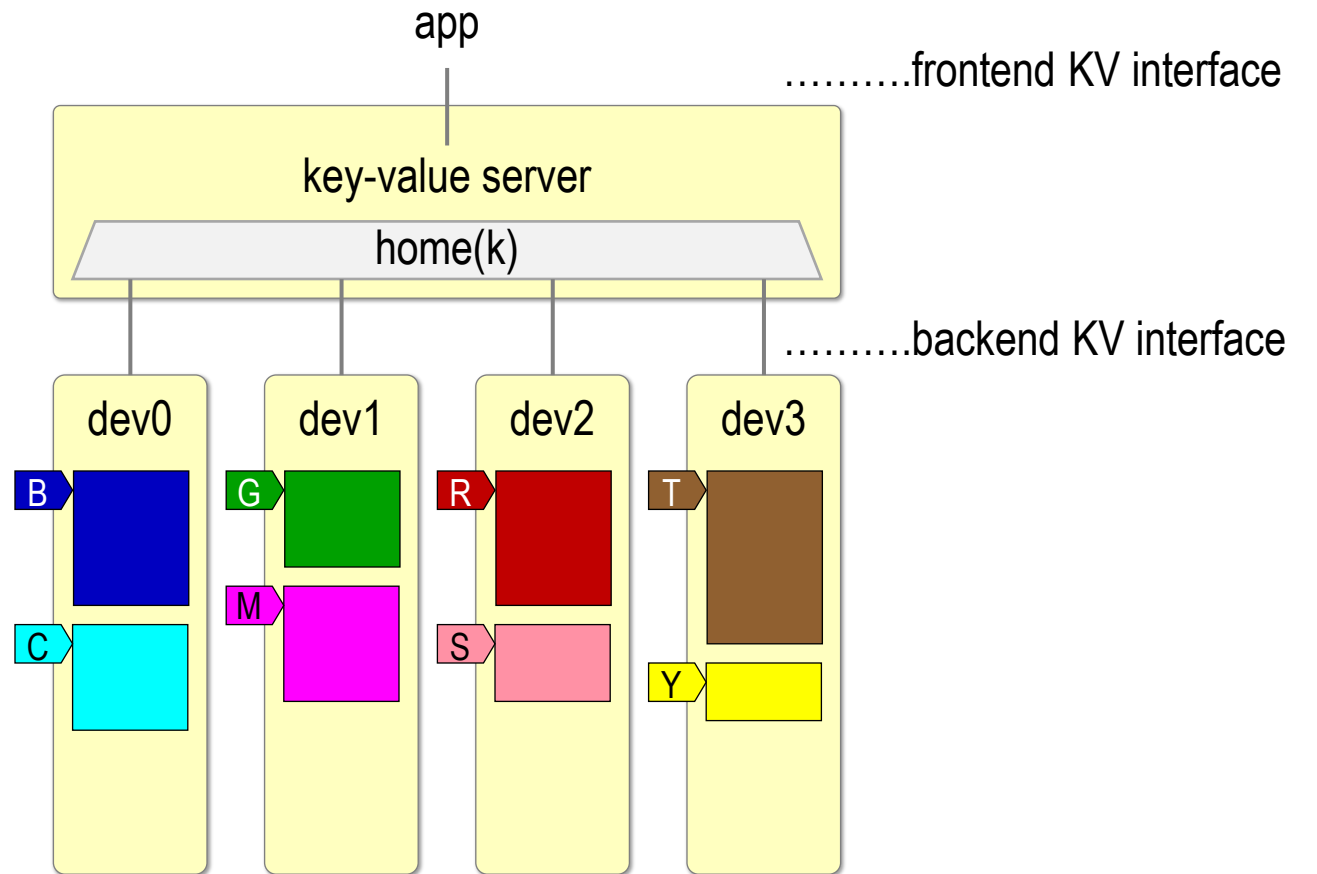 app
……….frontend KV interface
key-value server
home(k)
……….backend KV interface
dev0
dev1
dev2
dev3
B
G
R
T
M
C
S
Y